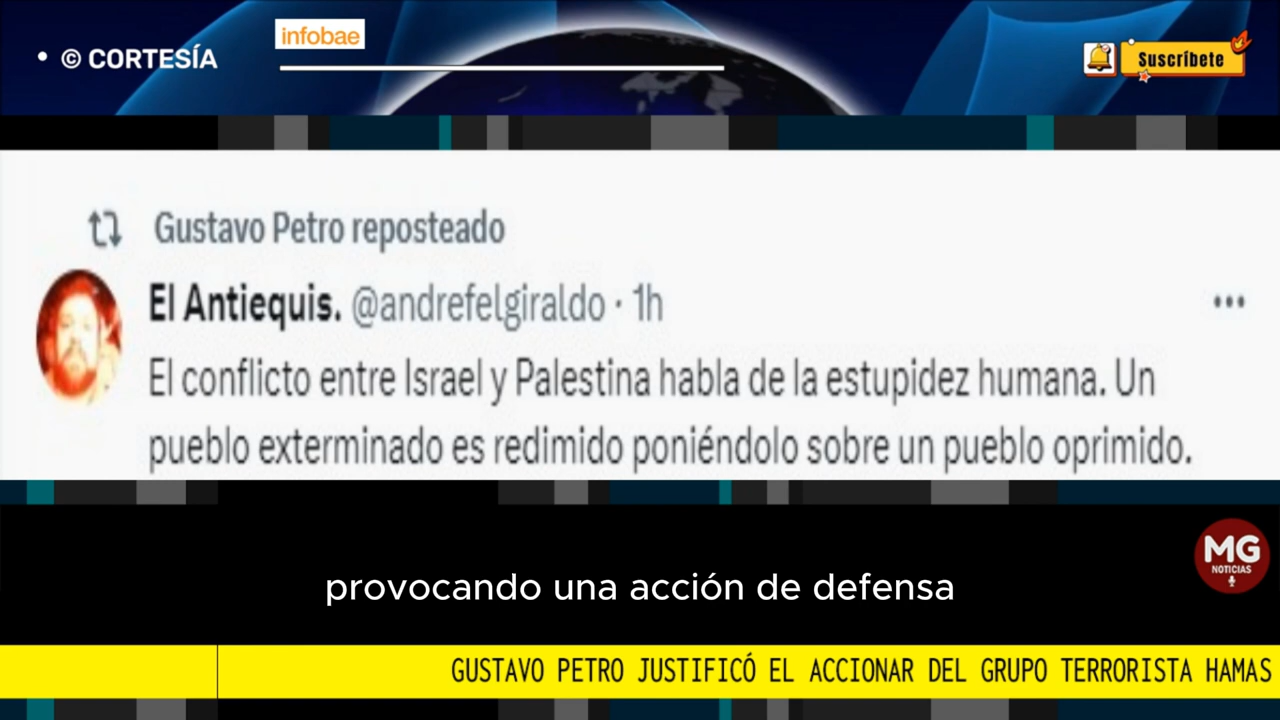 infobae
• © CORTESÍA
Suscríbete
Gustavo Petro reposteado
El Antiequis. @andrefelgiraldo · 1h
El conflicto entre Israel y Palestina habla de la estupidez humana. Un
pueblo exterminado es redimido poniéndolo sobre un pueblo oprimido.
MG
NOTICIAS
provocando una acción de defensa
GUSTAVO PETRO JUSTIFICÓ EL ACCIONAR DEL GRUPO TERRORISTA HAMAS